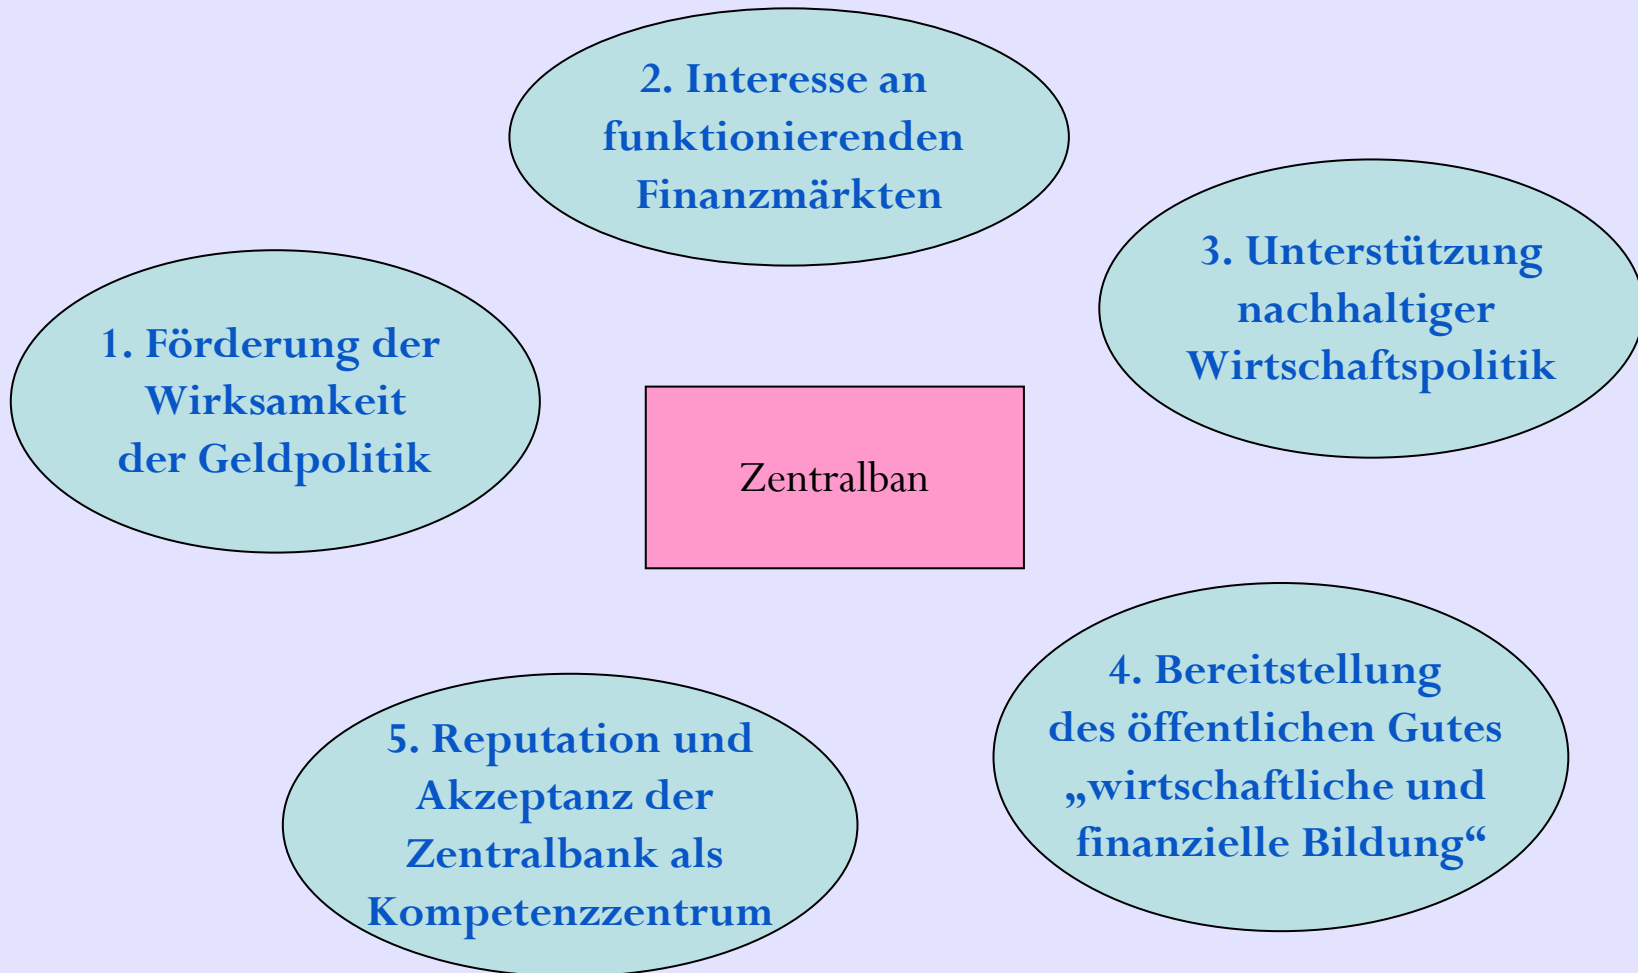 2. Interesse an
funktionierenden
Finanzmärkten
3. Unterstützung
nachhaltiger
Wirtschaftspolitik
1. Förderung der
Wirksamkeit
der Geldpolitik
Zentralban
4. Bereitstellung
des öffentlichen Gutes
„wirtschaftliche und
finanzielle Bildung“
5. Reputation und
Akzeptanz der
Zentralbank als
Kompetenzzentrum